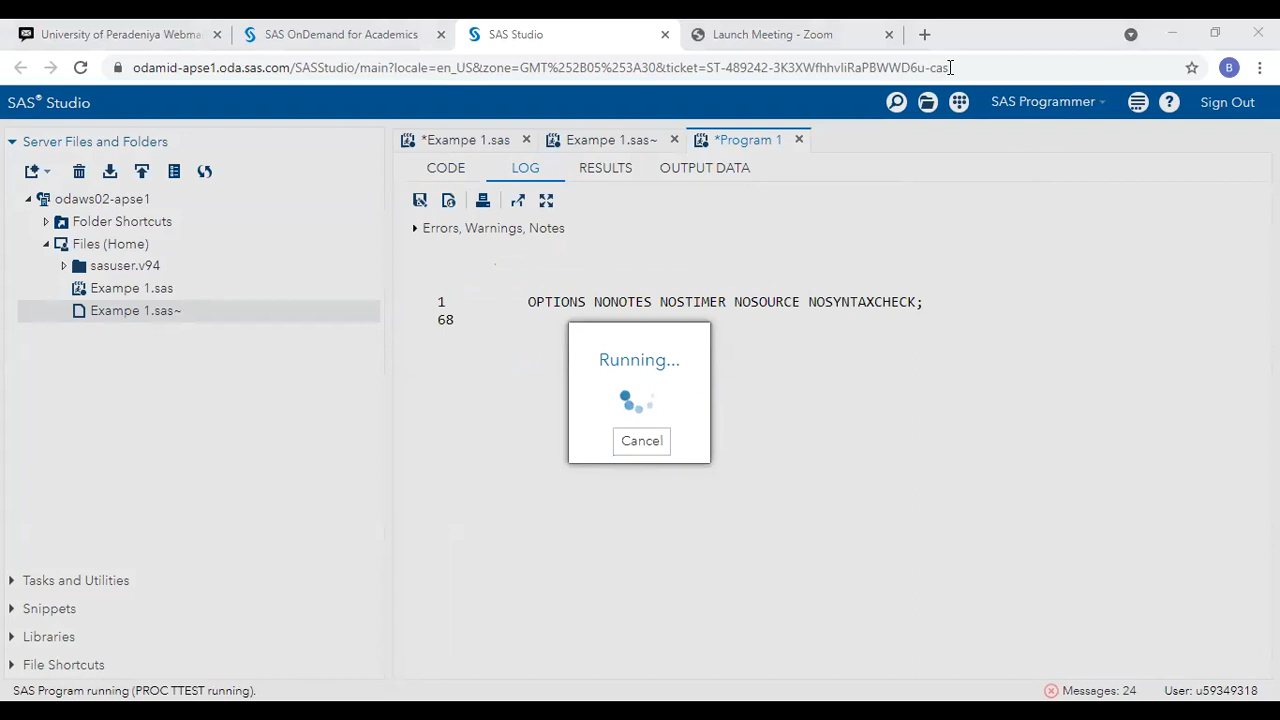 University of Peradeniya Webma
SAS OnDemand for Academics
SAS Studio
Launch Meeting - Zoom
odamid-apse1.oda.sas.com/SASStudio/main?locale=en_US&zone=GMT%252B05%253A30&ticket=ST-489242-3K3XWfhhvIiRaPBWWD6u-cas
B
SAS® Studio
SAS Programmer
Sign Out
Server Files and Folders
*Exampe 1.sas
Exampe 1.sas~
*Program 1
CODE
LOG
RESULTS
OUTPUT DATA
odaws02-apse1
Folder Shortcuts
Files (Home)
sasuser.v94
Exampe 1.sas
Exampe 1.sas~
Errors, Warnings, Notes
1 OPTIONS NONOTES NOSTIMER NOSOURCE NOSYNTAXCHECK;
68
Running...
Cancel
Tasks and Utilities
Snippets
Libraries
File Shortcuts
SAS Program running (PROC TTEST running).
Messages: 24
User: u59349318